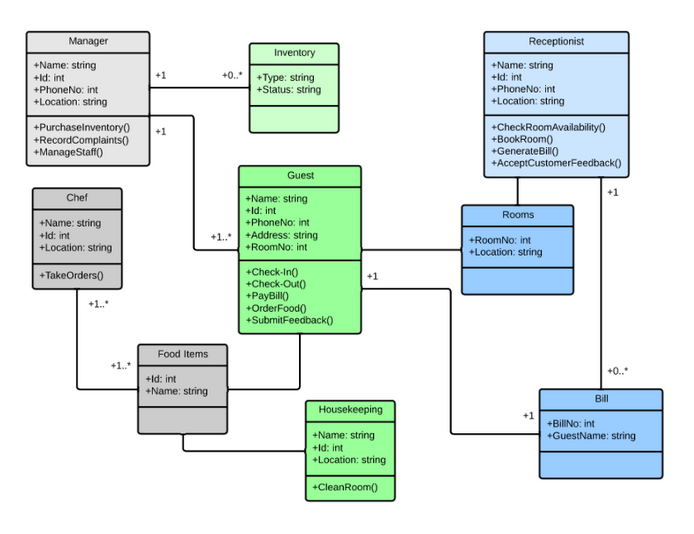 Manager
+Name: string
+Id: int
+PhoneNo: int
+Location: string
+PurchaseInventory()
+RecordComplaints()
+ManageStaff()
+1
+0..*
+1
Inventory
+Type: string
+Status: string
Receptionist
+Name: string
+Id: int
+PhoneNo: int
+Location: string
+CheckRoomAvailability()
+BookRoom()
+GenerateBill()
+AcceptCustomerFeedback()
+1
Chef
+Name: string
+Id: int
+Location: string
+TakeOrders()
+1..*
+1..*
Guest
+Name: string
+Id: int
+PhoneNo: int
+Address: string
+RoomNo: int
+Check-In()
+Check-Out()
+PayBill()
+OrderFood()
+SubmitFeedback()
+1
Rooms
+RoomNo: int
+Location: string
+1..*
Food Items
+Id: int
+Name: string
Housekeeping
+Name: string
+Id: int
+Location: string
+CleanRoom()
+0..*
+1
Bill
+BillNo: int
+GuestName: string